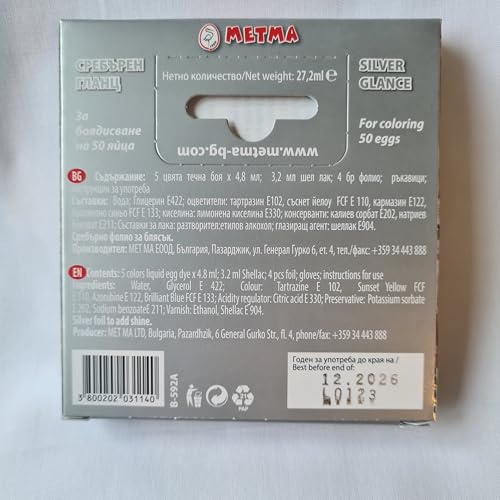 МЕТМА
СРЕБЪРЕН
ГЛАНЦ
Нетно количество/Net weight: 27,2ml e
SILVER
GLANCE
За
боядисване
на 50 яйца
www.metma-bg.com
For coloring
50 eggs
BG Съдържание: 5 цвята течна боя x 4,8 мл; 3,2 мл шел лак; 4 бр фолио; ръкавици;
инструкции за употреба
Съставки: Вода; Глицерин E422; оцветители: тартразин E102, сънсет йелоу FCF E 110, кармазин E122,
брилянтно синьо FCF E 133; киселина: лимонена киселина E330; консерванти: калиев сорбат E202, натриев
бензоат E211; Съставки за лака: разтворител: етилов алкохол; глазиращ агент: шеллак E904.
Сребърно фолио за блясък.
Производител: МЕТ МА ЕООД, България, Пазарджик, ул. Генерал Гурко 6, ет. 4, тел./факс: +359 34 443 888
EN Contents: 5 colors liquid egg dye x 4.8 ml; 3.2 ml Shellac; 4 pcs foil; gloves; instructions for use
Ingredients: Water, Glycerol E 422; Colour: Tartrazine E 102, Sunset Yellow FCF
E 110, Azorubine E 122, Brilliant Blue FCF E 133; Acidity regulator: Citric acid E 330; Preservative: Potassium sorbate
E 202, Sodium benzoate E 211; Varnish: Ethanol, Shellac E 904.
Silver foil to add shine.
Producer: MET MA LTD, Bulgaria, Pazardzhik, 6 General Gurko Str., fl. 4, phone/fax: +359 34 443 888
3 800202 031140
B-592A
21
PAP
Годен за употреба до края на /
Best before end of:
12.2026
L0123